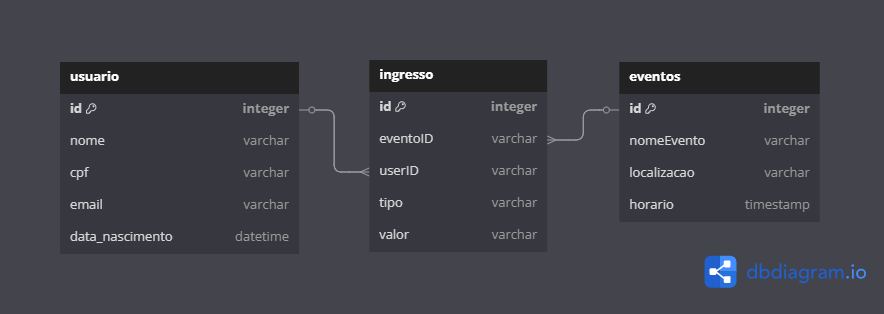 usuario
id integer
nome varchar
cpf varchar
email varchar
data_nascimento datetime
ingresso
id integer
eventoID varchar
userID varchar
tipo varchar
valor varchar
eventos
id integer
nomeEvento varchar
localizacao varchar
horario timestamp
dbdiagram.io